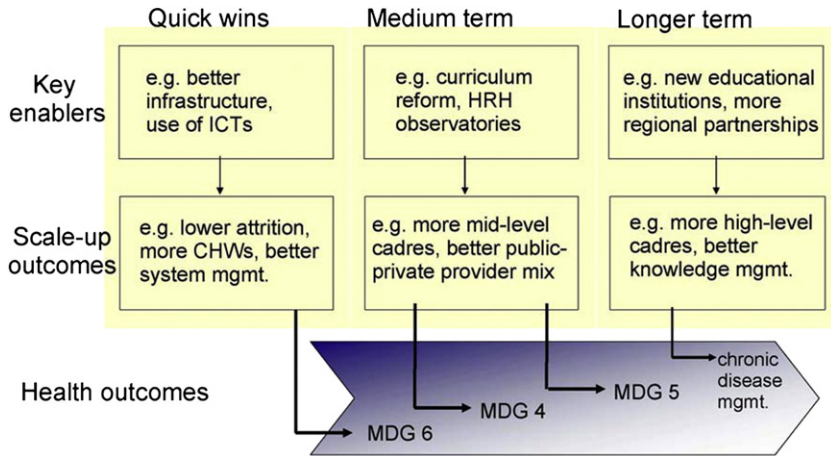 Quick wins
Medium term
Longer term
Key
enablers
e.g. better
infrastructure,
use of ICTs
e.g. curriculum
reform, HRH
observatories
e.g. new educational
institutions, more
regional partnerships
Scale-up
outcomes
e.g. lower attrition,
more CHWs, better
system mgmt.
e.g. more mid-level
cadres, better public-
private provider mix
e.g. more high-level
cadres, better
knowledge mgmt.
Health outcomes
MDG 6
MDG 4
MDG 5
chronic
disease
mgmt.